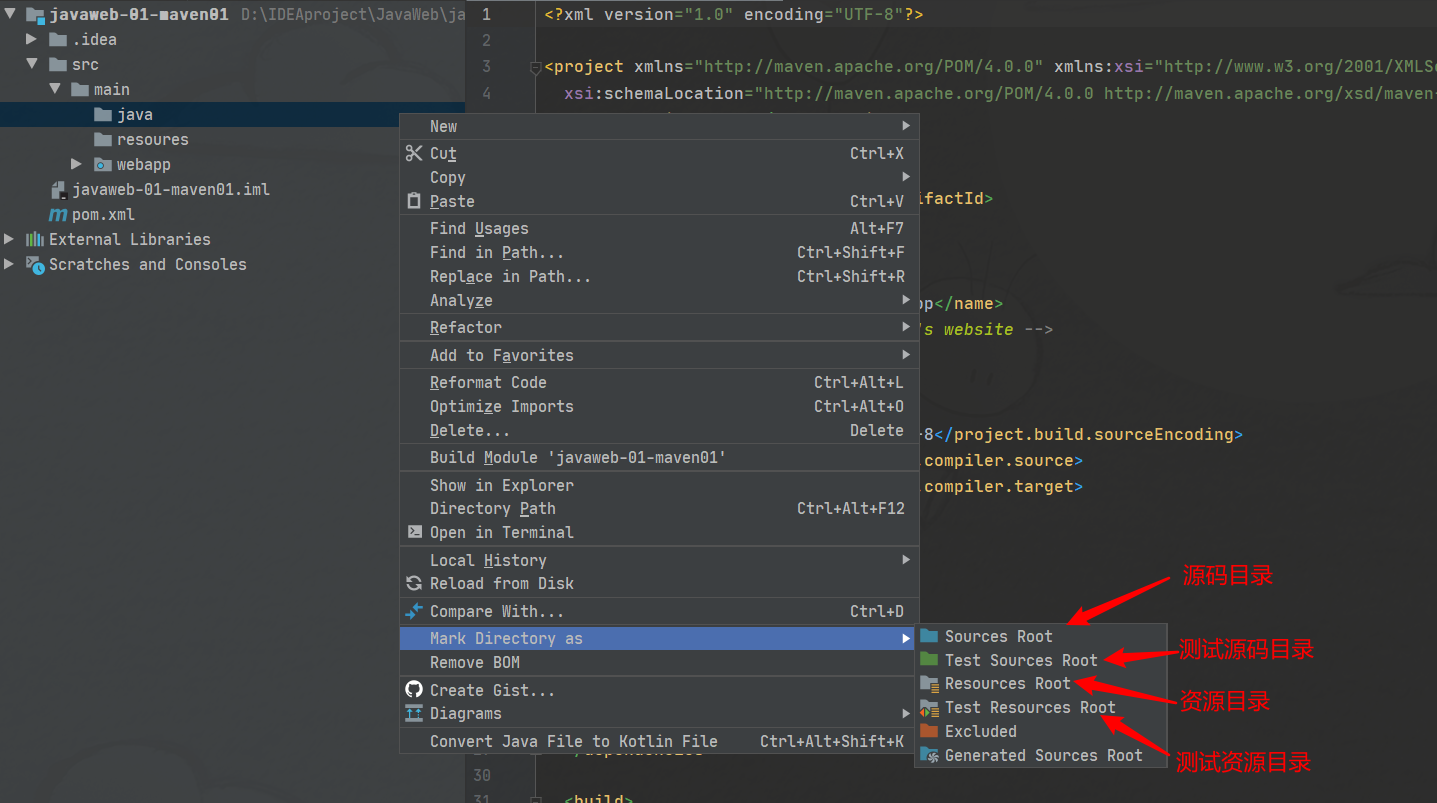 javaweb-01-maven01 D:\IDEAproject\JavaWeb\ja
.idea
src
main
java
resoures
webapp
javaweb-01-maven01.iml
pom.xml
External Libraries
Scratches and Consoles
1 <?xml version="1.0" encoding="UTF-8"?>
2
3 <project xmlns="http://maven.apache.org/POM/4.0.0" xmlns:xsi="http://www.w3.org/2001/XMLSc
4 xsi:schemaLocation="http://maven.apache.org/POM/4.0.0 http://maven.apache.org/xsd/maven-
ifactId>
op</name>
's website -->
-8</project.build.sourceEncoding>
.compiler.source>
.compiler.target>
30
31 <build>
New
Cut Ctrl+X
Copy
Paste Ctrl+V
Find Usages Alt+F7
Find in Path... Ctrl+Shift+F
Replace in Path... Ctrl+Shift+R
Analyze
Refactor
Add to Favorites
Reformat Code Ctrl+Alt+L
Optimize Imports Ctrl+Alt+O
Delete... Delete
Build Module 'javaweb-01-maven01'
Show in Explorer
Directory Path Ctrl+Alt+F12
Open in Terminal
Local History
Reload from Disk
Compare With... Ctrl+D
Mark Directory as
Remove BOM
Create Gist...
Diagrams
Convert Java File to Kotlin File Ctrl+Alt+Shift+K
Sources Root
Test Sources Root
Resources Root
Test Resources Root
Excluded
Generated Sources Root
源码目录
测试源码目录
资源目录
测试资源目录